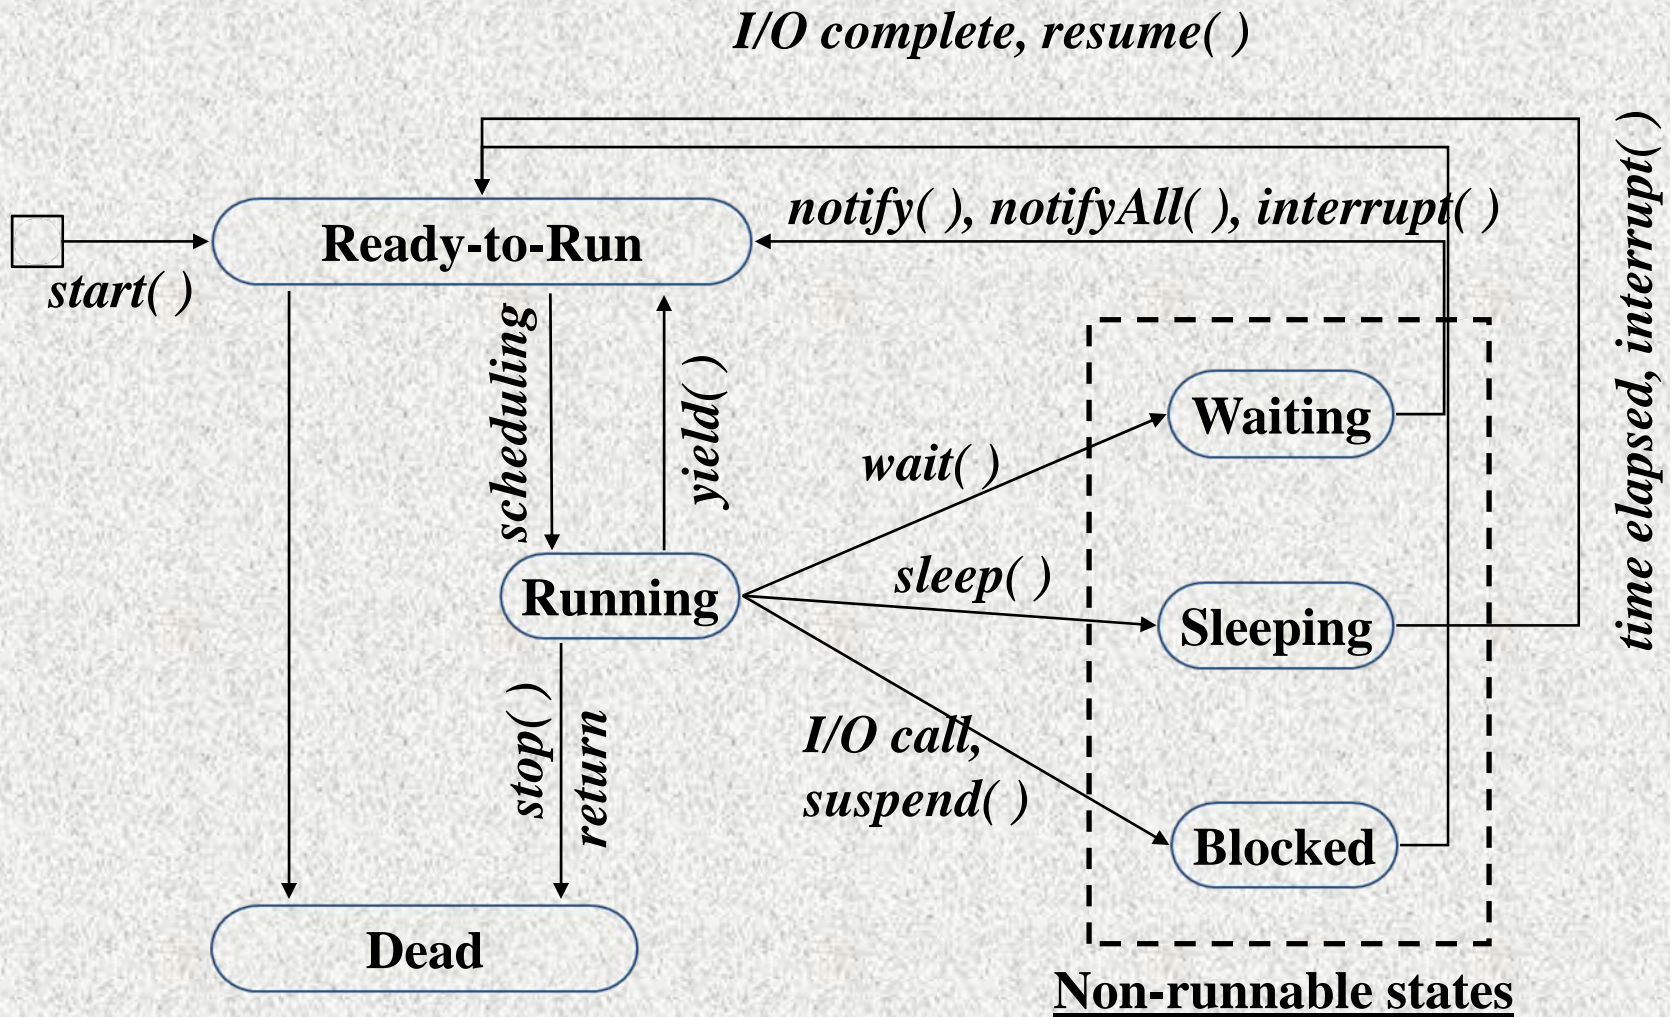 I/O complete, resume( )
notify( ), notifyAll( ), interrupt( )
time elapsed, interrupt( )
Ready-to-Run
start( )
scheduling
yield( )
Waiting
wait( )
sleep( )
Running
Sleeping
stop( )
return
I/O call,
suspend( )
Blocked
Dead
Non-runnable states